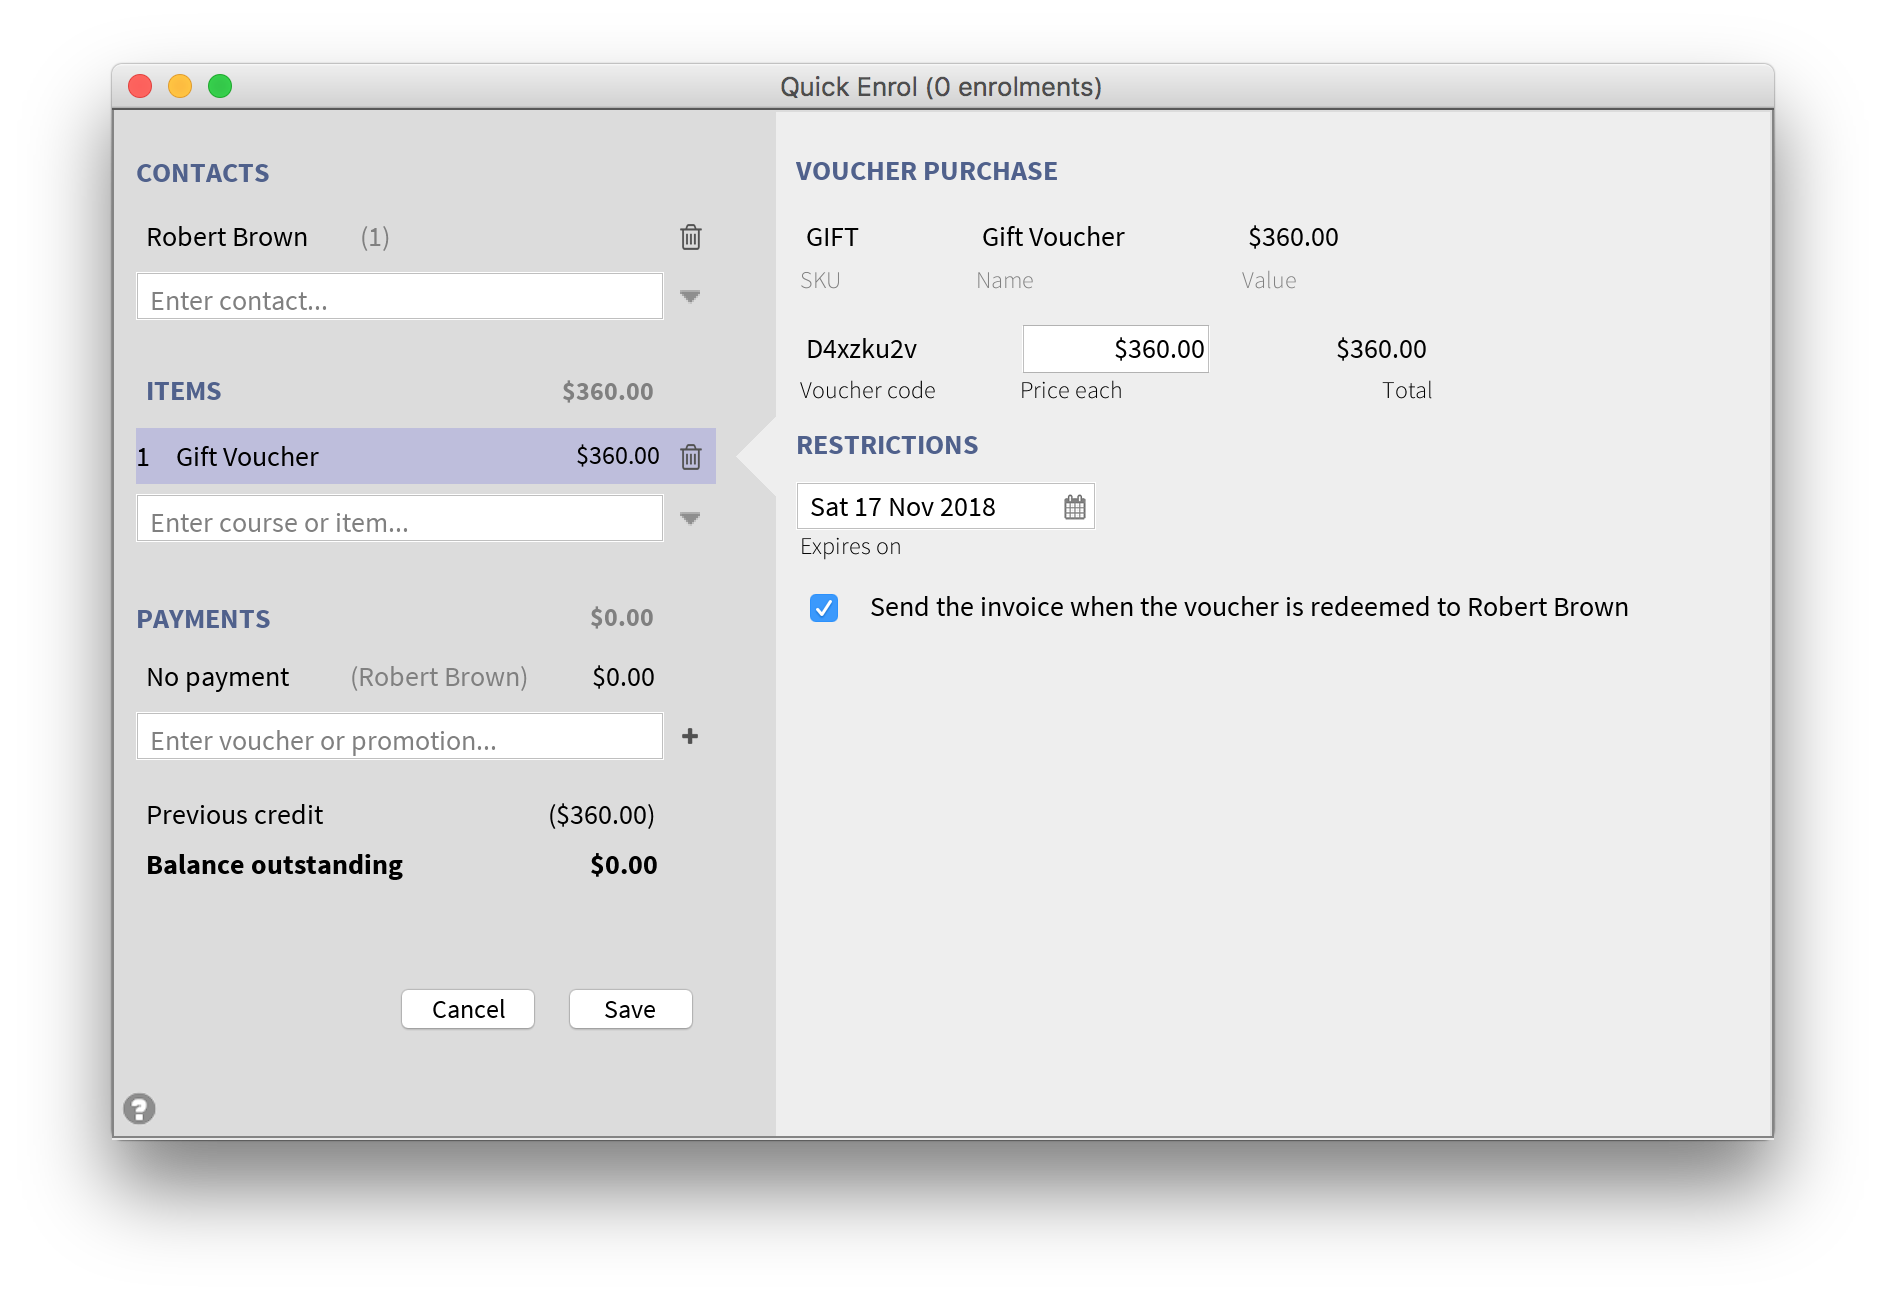 Quick Enrol (0 enrolments)
CONTACTS
Robert Brown (1)
Enter contact...
ITEMS $360.00
1 Gift Voucher $360.00
Enter course or item...
PAYMENTS $0.00
No payment (Robert Brown) $0.00
Enter voucher or promotion...
Previous credit ($360.00)
Balance outstanding $0.00
Cancel Save
?
VOUCHER PURCHASE
GIFT Gift Voucher $360.00
SKU Name Value
D4xzku2v $360.00 $360.00
Voucher code Price each Total
RESTRICTIONS
Sat 17 Nov 2018
Expires on
Send the invoice when the voucher is redeemed to Robert Brown